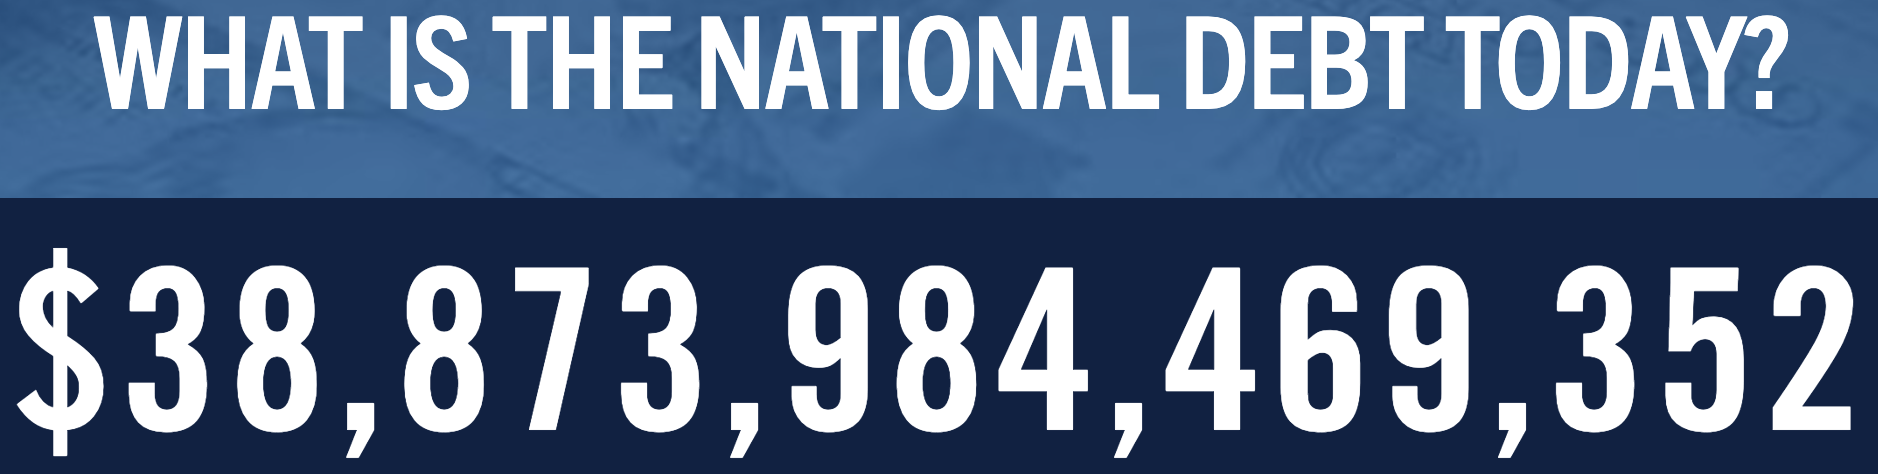 WHAT IS THE NATIONAL DEBT TODAY?
$38,873,984,469,352